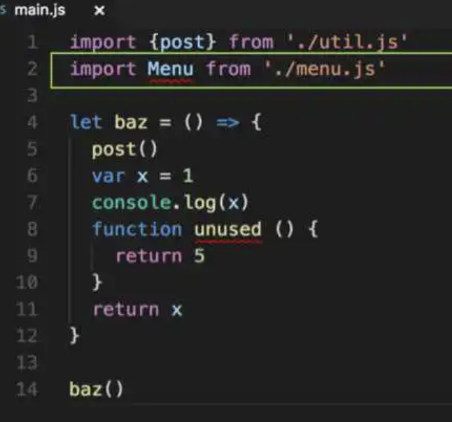 main.js ×
1 import {post} from './util.js'
2 import Menu from './menu.js'
3
4 let baz = () => {
5   post()
6   var x = 1
7   console.log(x)
8   function unused () {
9     return 5
10   }
11   return x
12 }
13
14 baz()